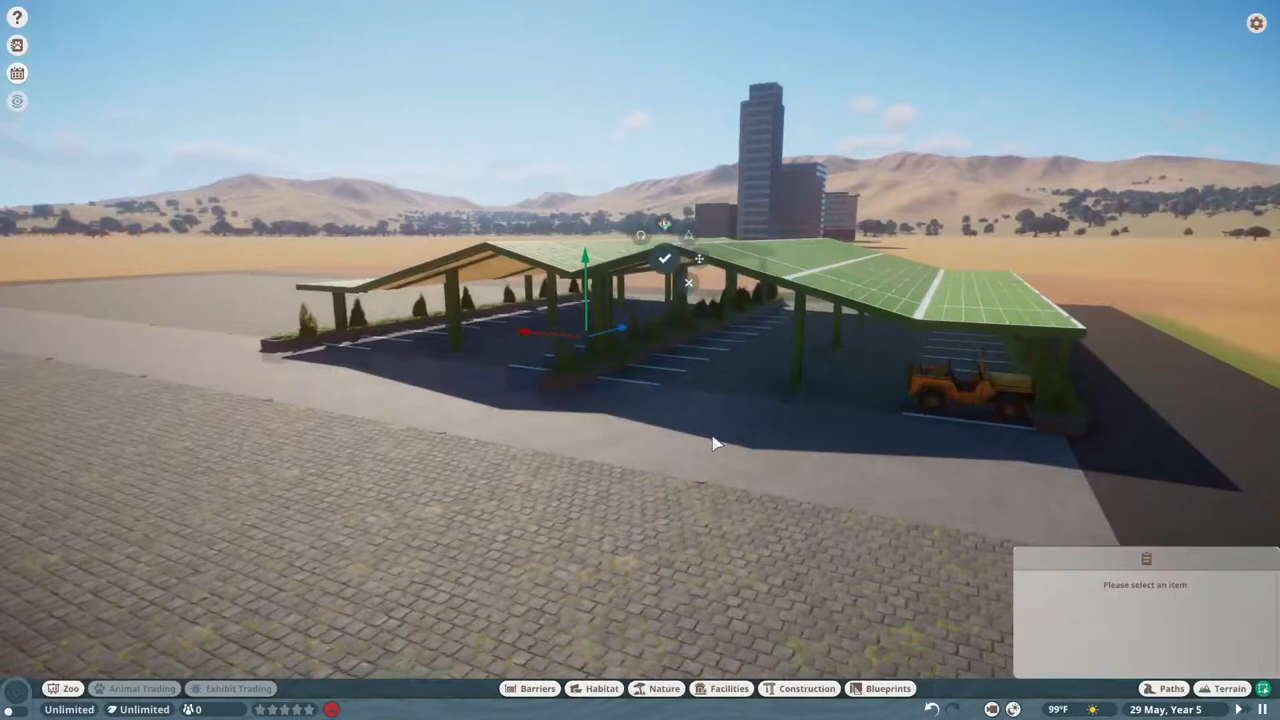 ?
Please select an item
Zoo
Animal Trading
Exhibit Trading
Barriers
Habitat
Nature
Facilities
Construction
Blueprints
Paths
Terrain
Unlimited
Unlimited
0
99°F
29 May, Year 5